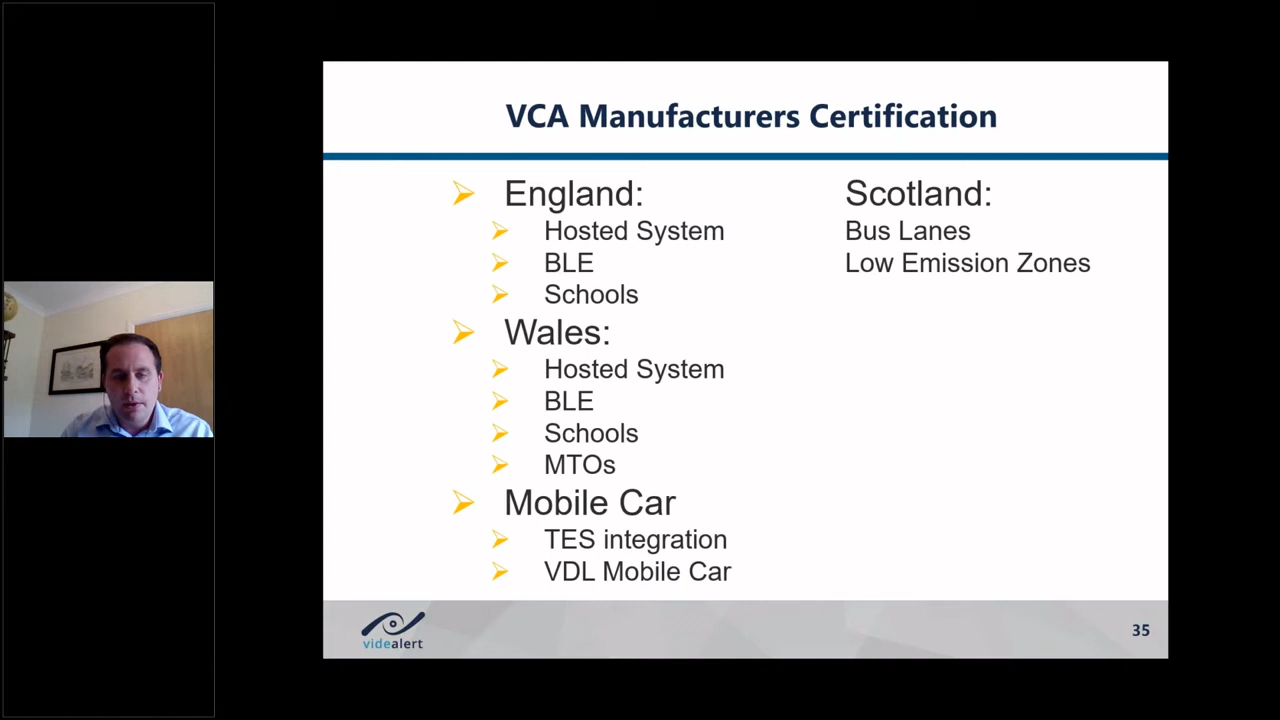 VCA Manufacturers Certification
England:
Hosted System
BLE
Schools
Wales:
Hosted System
BLE
Schools
MTOs
Mobile Car
TES integration
VDL Mobile Car
Scotland:
Bus Lanes
Low Emission Zones
videalert
35